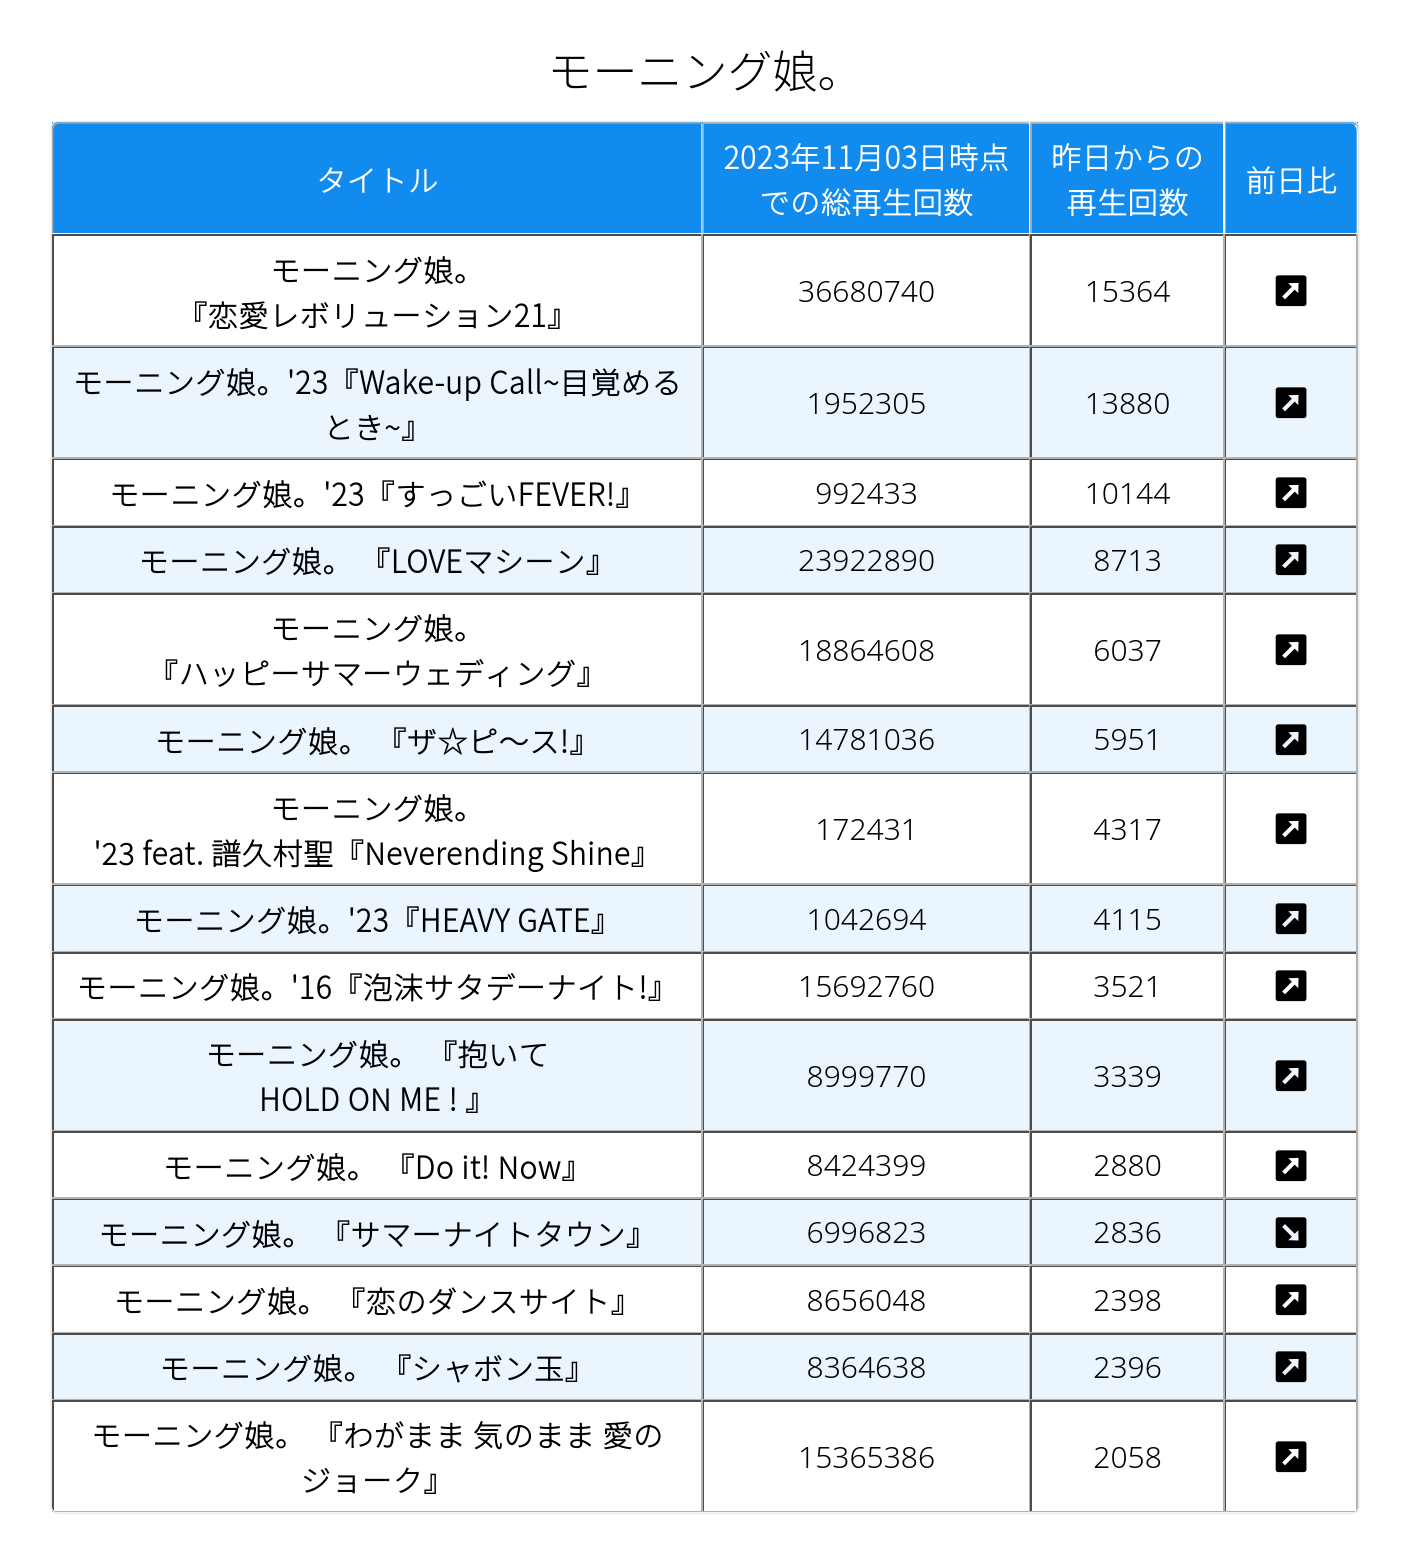 モーニング娘。
タイトル
2023年11月03日時点
での総再生回数
昨日からの
再生回数
前日比
モーニング娘。
『恋愛レボリューション21』
36680740
15364
モーニング娘。'23『Wake-up Call~目覚める
とき~』
1952305
13880
モーニング娘。'23『すっごいFEVER!』
992433
10144
モーニング娘。 『LOVEマシーン』
23922890
8713
モーニング娘。
『ハッピーサマーウェディング』
18864608
6037
モーニング娘。 『ザ☆ピ〜ス!』
14781036
5951
モーニング娘。
'23 feat. 譜久村聖『Neverending Shine』
172431
4317
モーニング娘。'23『HEAVY GATE』
1042694
4115
モーニング娘。'16『泡沫サタデーナイト!』
15692760
3521
モーニング娘。 『抱いて
HOLD ON ME ! 』
8999770
3339
モーニング娘。 『Do it! Now』
8424399
2880
モーニング娘。 『サマーナイトタウン』
6996823
2836
モーニング娘。 『恋のダンスサイト』
8656048
2398
モーニング娘。 『シャボン玉』
8364638
2396
モーニング娘。 『わがまま 気のまま 愛の
ジョーク』
15365386
2058